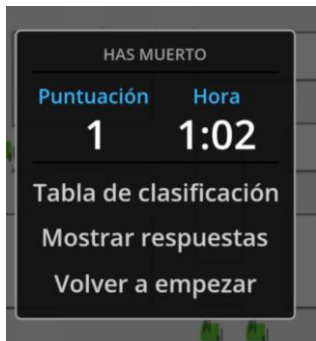 HAS MUERTO
Puntuación Hora
1 1:02
Tabla de clasificación
Mostrar respuestas
Volver a empezar